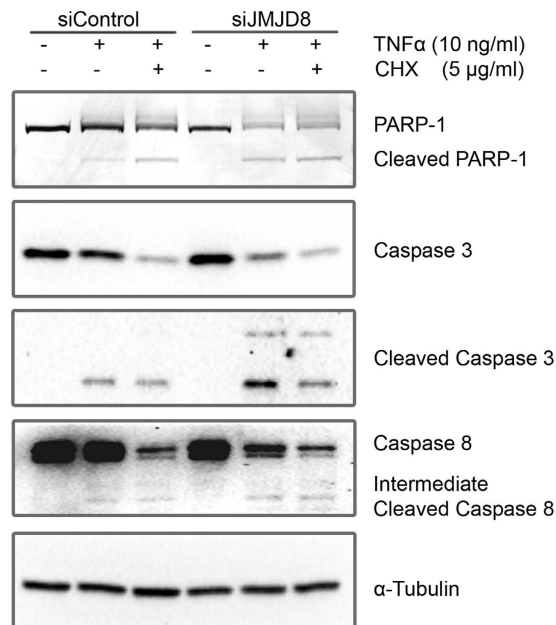 siControl siJMJD8
- + + - + + TNFα (10 ng/ml)
- - + - - + CHX (5 μg/ml)
PARP-1
Cleaved PARP-1
Caspase 3
Cleaved Caspase 3
Caspase 8
Intermediate
Cleaved Caspase 8
α-Tubulin